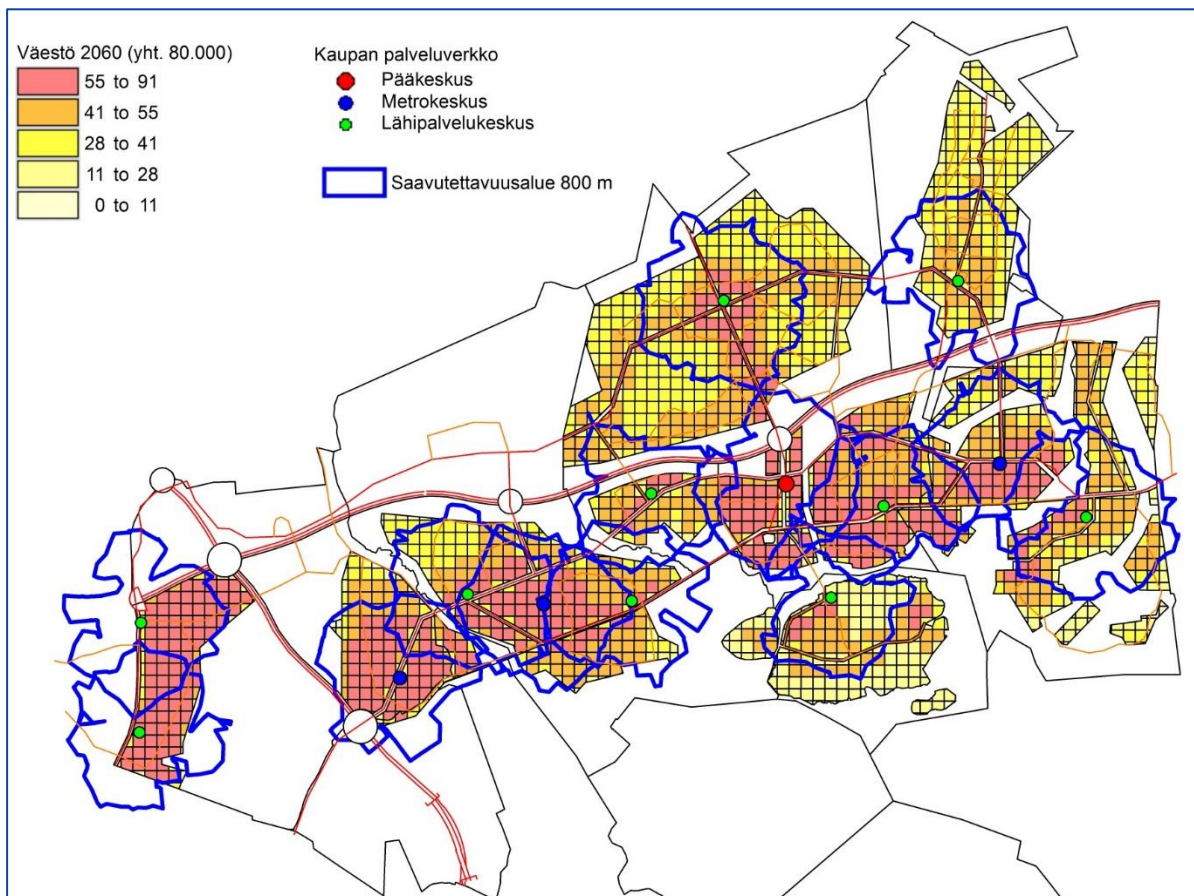 Väestö 2060 (yht. 80.000)
55 to 91
41 to 55
28 to 41
11 to 28
0 to 11
Kaupan palveluverkko
Pääkeskus
Metrokeskus
Lähipalvelukeskus
Saavutettavuusalue 800 m